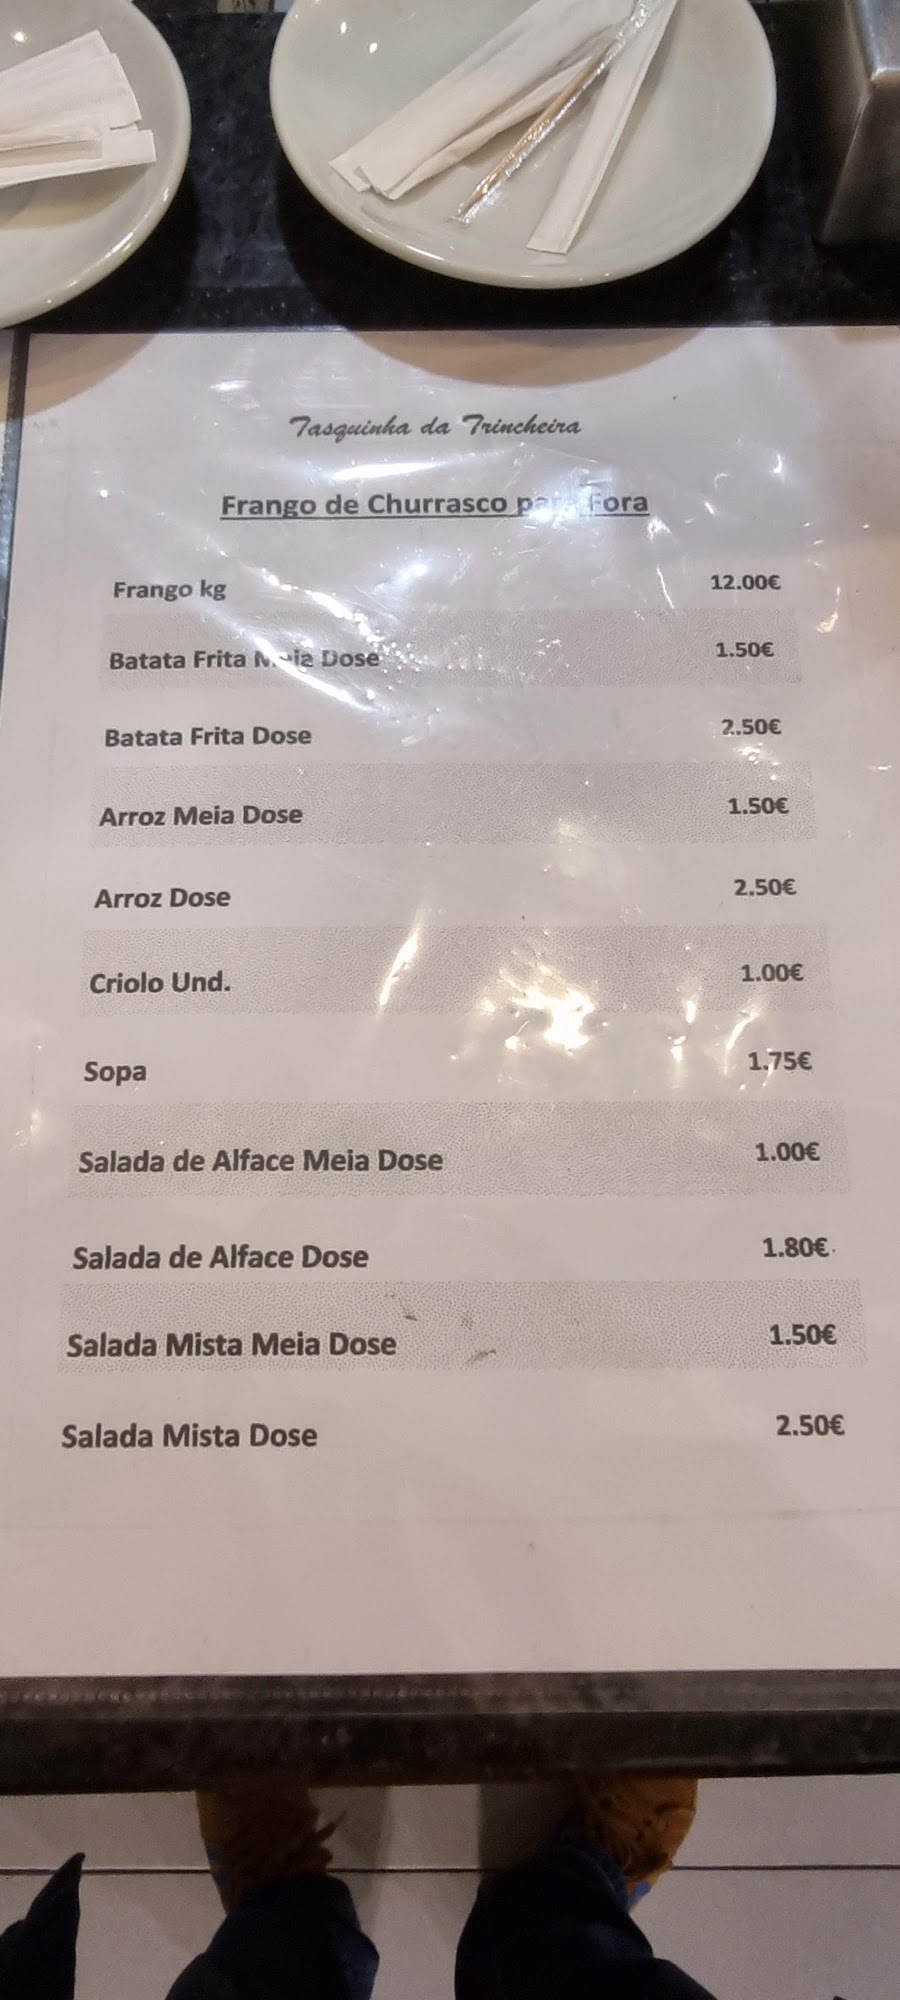 Tasquinha da Trincheira
Frango de Churrasco para Fora
Frango kg 12.00€
Batata Frita Meia Dose 1.50€
Batata Frita Dose 2.50€
Arroz Meia Dose 1.50€
Arroz Dose 2.50€
Criolo Und. 1.00€
Sopa 1.75€
Salada de Alface Meia Dose 1.00€
Salada de Alface Dose 1.80€
Salada Mista Meia Dose 1.50€
Salada Mista Dose 2.50€